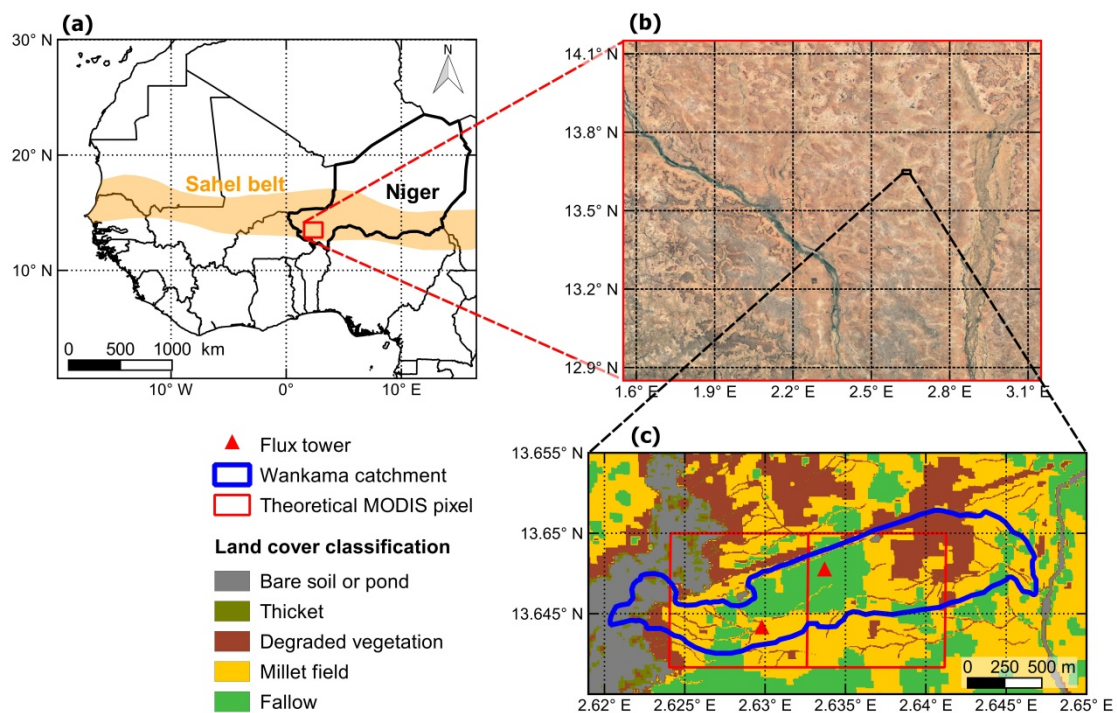 (a)
30° N
20° N
10° N
N
Sahel belt
Niger
0 500 1000 km
10° W 0° 10° E
(b)
14.1° N
13.8° N
13.5° N
13.2° N
12.9° N
1.6° E 1.9° E 2.2° E 2.5° E 2.8° E 3.1° E
Flux tower
Wankama catchment
Theoretical MODIS pixel
Land cover classification
Bare soil or pond
Thicket
Degraded vegetation
Millet field
Fallow
(c)
13.655° N
13.65° N
13.645° N
0 250 500 m
2.62° E 2.625° E 2.63° E 2.635° E 2.64° E 2.645° E 2.65° E